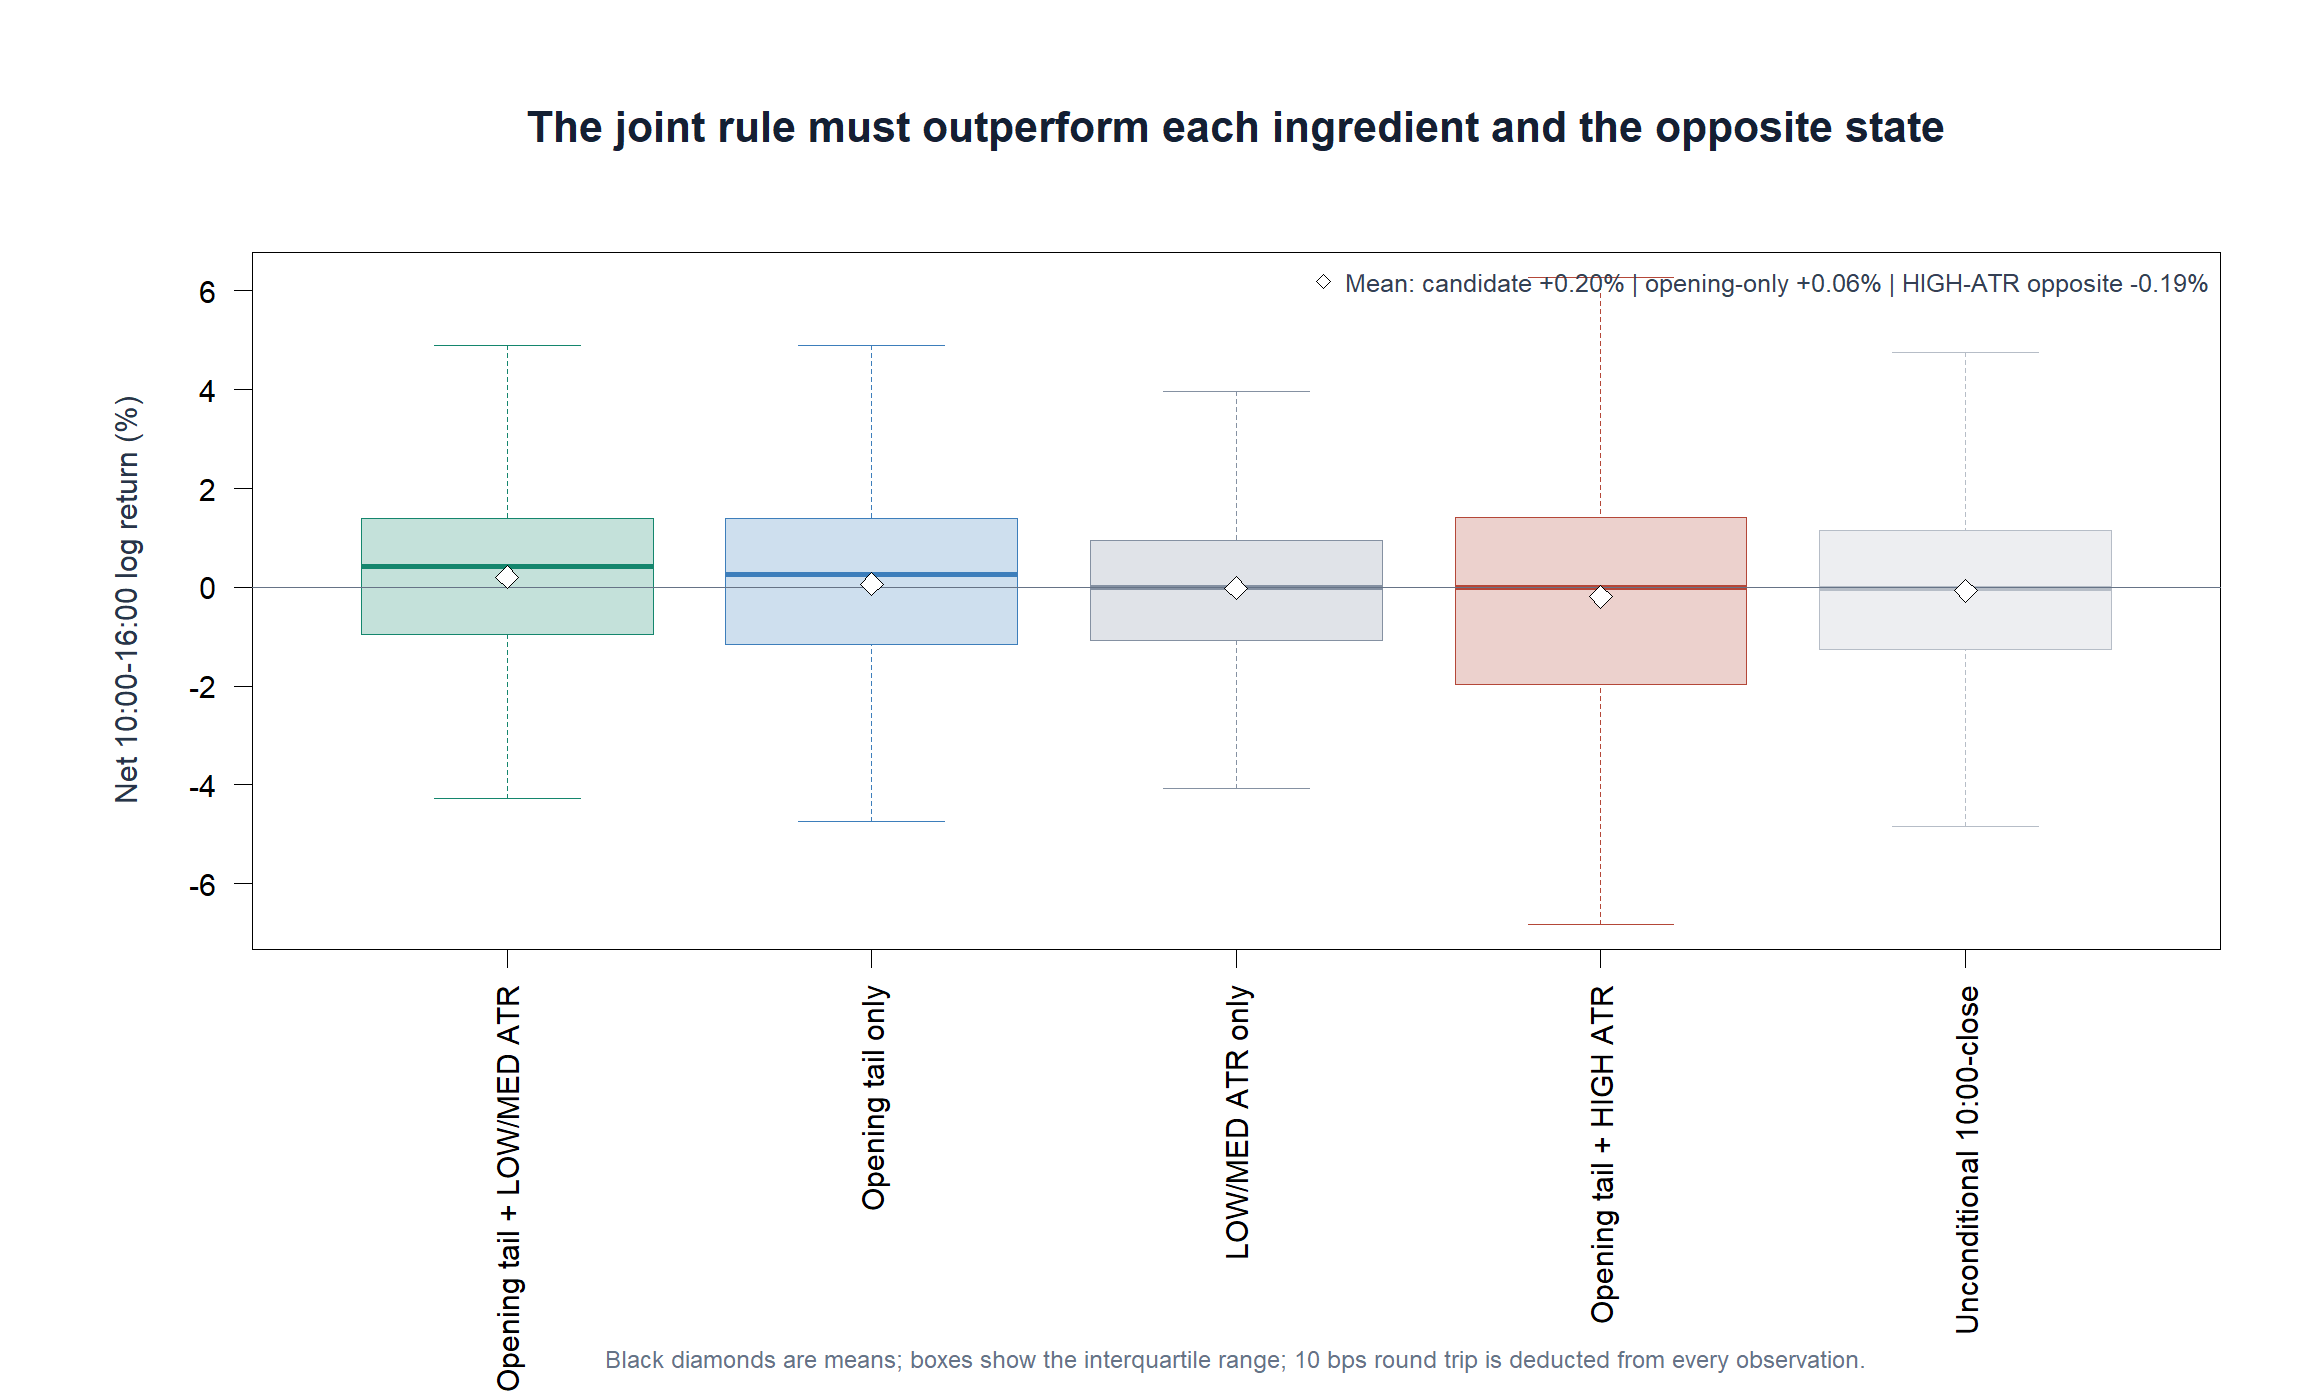 The joint rule must outperform each ingredient and the opposite state
Mean: candidate +0.20% | opening-only +0.06% | HIGH-ATR opposite -0.19%
Net 10:00-16:00 log return (%)
6
4
2
0
-2
-4
-6
Opening tail + LOW/MED ATR
Opening tail only
LOW/MED ATR only
Opening tail + HIGH ATR
Unconditional 10:00-close
Black diamonds are means; boxes show the interquartile range; 10 bps round trip is deducted from every observation.